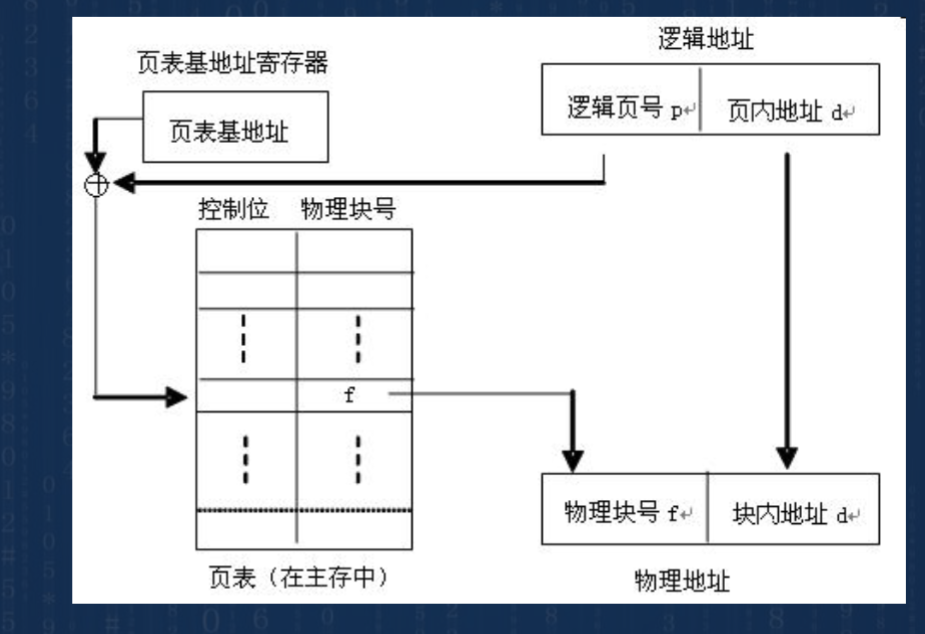 逻辑地址
页表基地址寄存器
逻辑页号 p↵ 页内地址 d↵
页表基地址
控制位 物理块号
f
物理块号 f↵ 块内地址 d↵
页表（在主存中） 物理地址